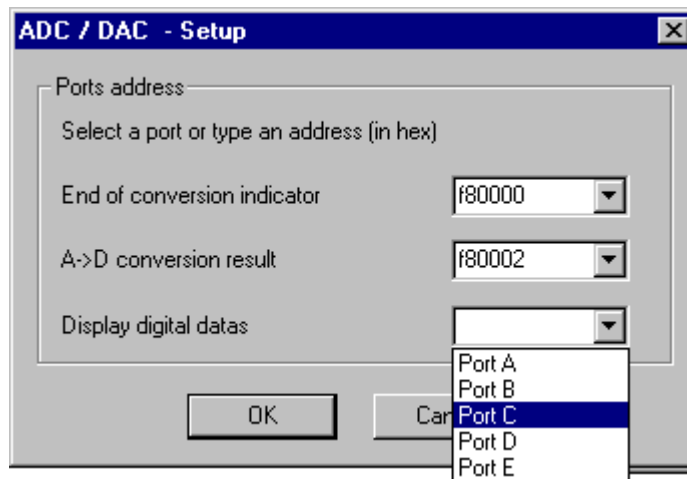 ADC / DAC - Setup
Ports address
Select a port or type an address (in hex)
End of conversion indicator
f80000
A->D conversion result
f80002
Display digital datas
Port A
Port B
Port C
Port D
Port E
OK
Can